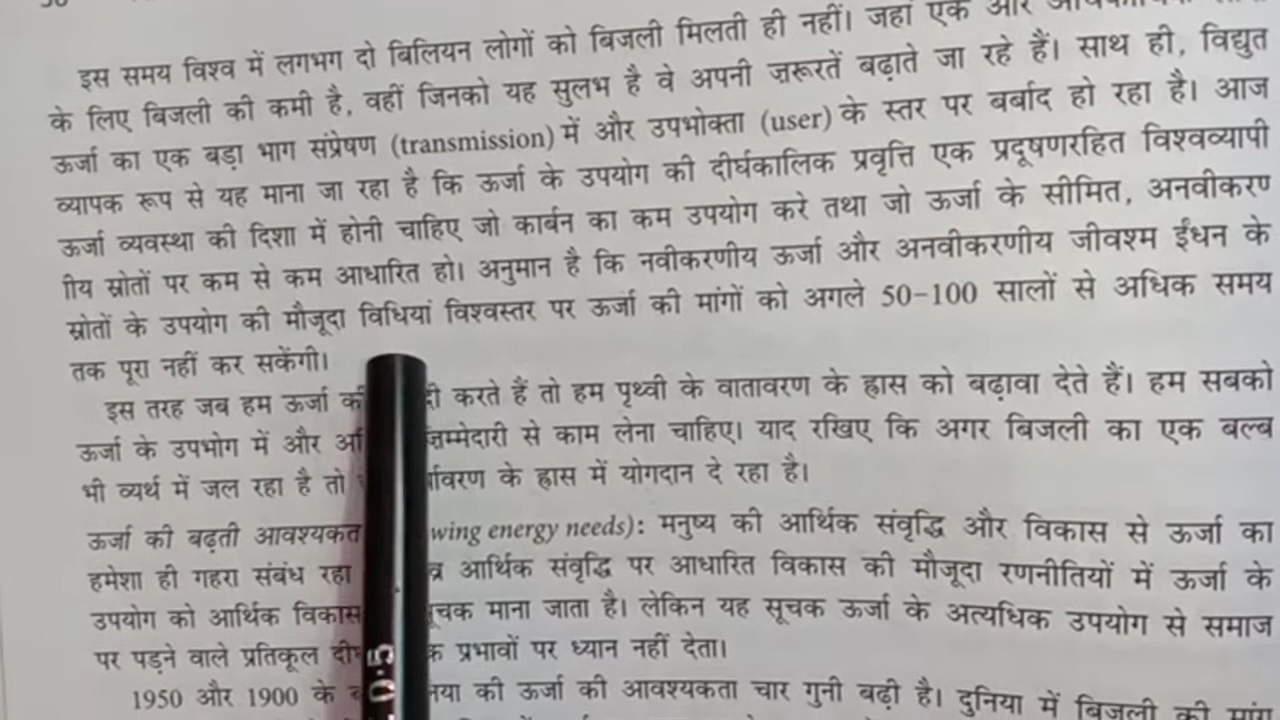 इस समय विश्व में लगभग दो बिलियन लोगों को बिजली मिलती ही नहीं। जहां एक ओर
के लिए बिजली की कमी है, वहीं जिनको यह सुलभ है वे अपनी ज़रूरतें बढ़ाते जा रहे हैं। साथ ही, विद्युत
ऊर्जा का एक बड़ा भाग संप्रेषण (transmission) में और उपभोक्ता (user) के स्तर पर बर्बाद हो रहा है। आज
व्यापक रूप से यह माना जा रहा है कि ऊर्जा के उपयोग की दीर्घकालिक प्रवृत्ति एक प्रदूषणरहित विश्वव्यापी
ऊर्जा व्यवस्था की दिशा में होनी चाहिए जो कार्बन का कम उपयोग करे तथा जो ऊर्जा के सीमित, अनवीकरण
ीय स्रोतों पर कम से कम आधारित हो। अनुमान है कि नवीकरणीय ऊर्जा और अनवीकरणीय जीवश्म ईंधन के
स्रोतों के उपयोग की मौजूदा विधियां विश्वस्तर पर ऊर्जा की मांगों को अगले 50-100 सालों से अधिक समय
तक पूरा नहीं कर सकेंगी।
इस तरह जब हम ऊर्जा की करते हैं तो हम पृथ्वी के वातावरण के ह्रास को बढ़ावा देते हैं। हम सबको
ऊर्जा के उपभोग में और ज़िम्मेदारी से काम लेना चाहिए। याद रखिए कि अगर बिजली का एक बल्ब
भी व्यर्थ में जल रहा है तो के ह्रास में योगदान दे रहा है।
ऊर्जा की बढ़ती wing energy needs): मनुष्य की आर्थिक संवृद्धि और विकास से ऊर्जा का
हमेशा ही गहरा संबंध रहा आर्थिक संवृद्धि पर आधारित विकास की मौजूदा रणनीतियों में ऊर्जा के
उपयोग को आर्थिक विकास माना जाता है। लेकिन यह सूचक ऊर्जा के अत्यधिक उपयोग से समाज
पर पड़ने वाले प्रतिकूल प्रभावों पर ध्यान नहीं देता।
1950 और 1900 के की ऊर्जा की आवश्यकता चार गुनी बढ़ी है। दुनिया में बिजली की मांग
0.5